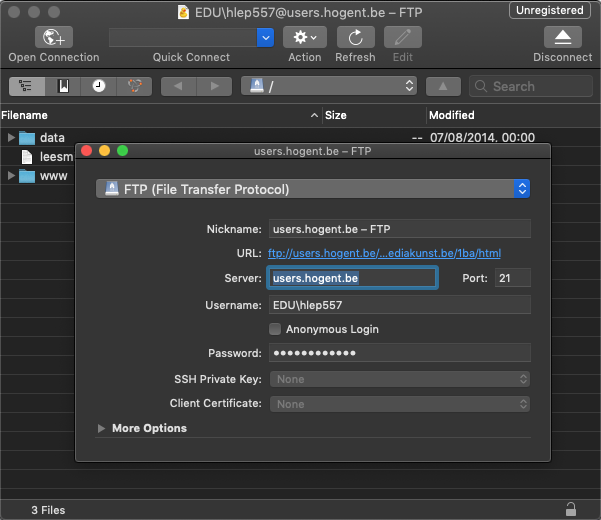 EDU\hlep557@users.hogent.be – FTP
Unregistered
Open Connection
Quick Connect
Action
Refresh
Edit
Disconnect
/
Search
Filename
Size
Modified
data
-- 07/08/2014, 00:00
leesm
www
users.hogent.be – FTP
FTP (File Transfer Protocol)
Nickname: users.hogent.be – FTP
URL: ftp://users.hogent.be/...ediakunst.be/1ba/html
Server: users.hogent.be
Port: 21
Username: EDU\hlep557
Anonymous Login
Password: ●●●●●●●●●●●●
SSH Private Key: None
Client Certificate: None
More Options
3 Files